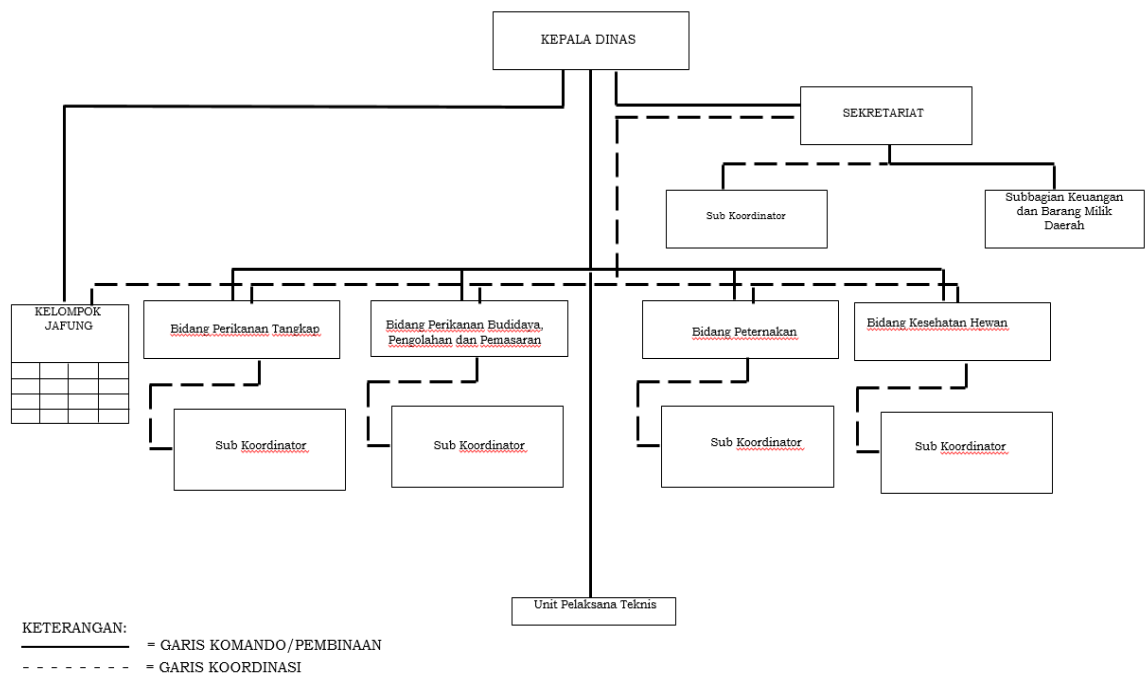 KEPALA DINAS
SEKRETARIAT
Sub Koordinator
Subbagian Keuangan
dan Barang Milik
Daerah
KELOMPOK
JAFUNG
Bidang Perikanan Tangkap
Bidang Perikanan Budidaya,
Pengolahan dan Pemasaran
Bidang Peternakan
Bidang Kesehatan Hewan
Sub Koordinator
Sub Koordinator
Sub Koordinator
Sub Koordinator
Unit Pelaksana Teknis
KETERANGAN:
= GARIS KOMANDO/PEMBINAAN
= GARIS KOORDINASI